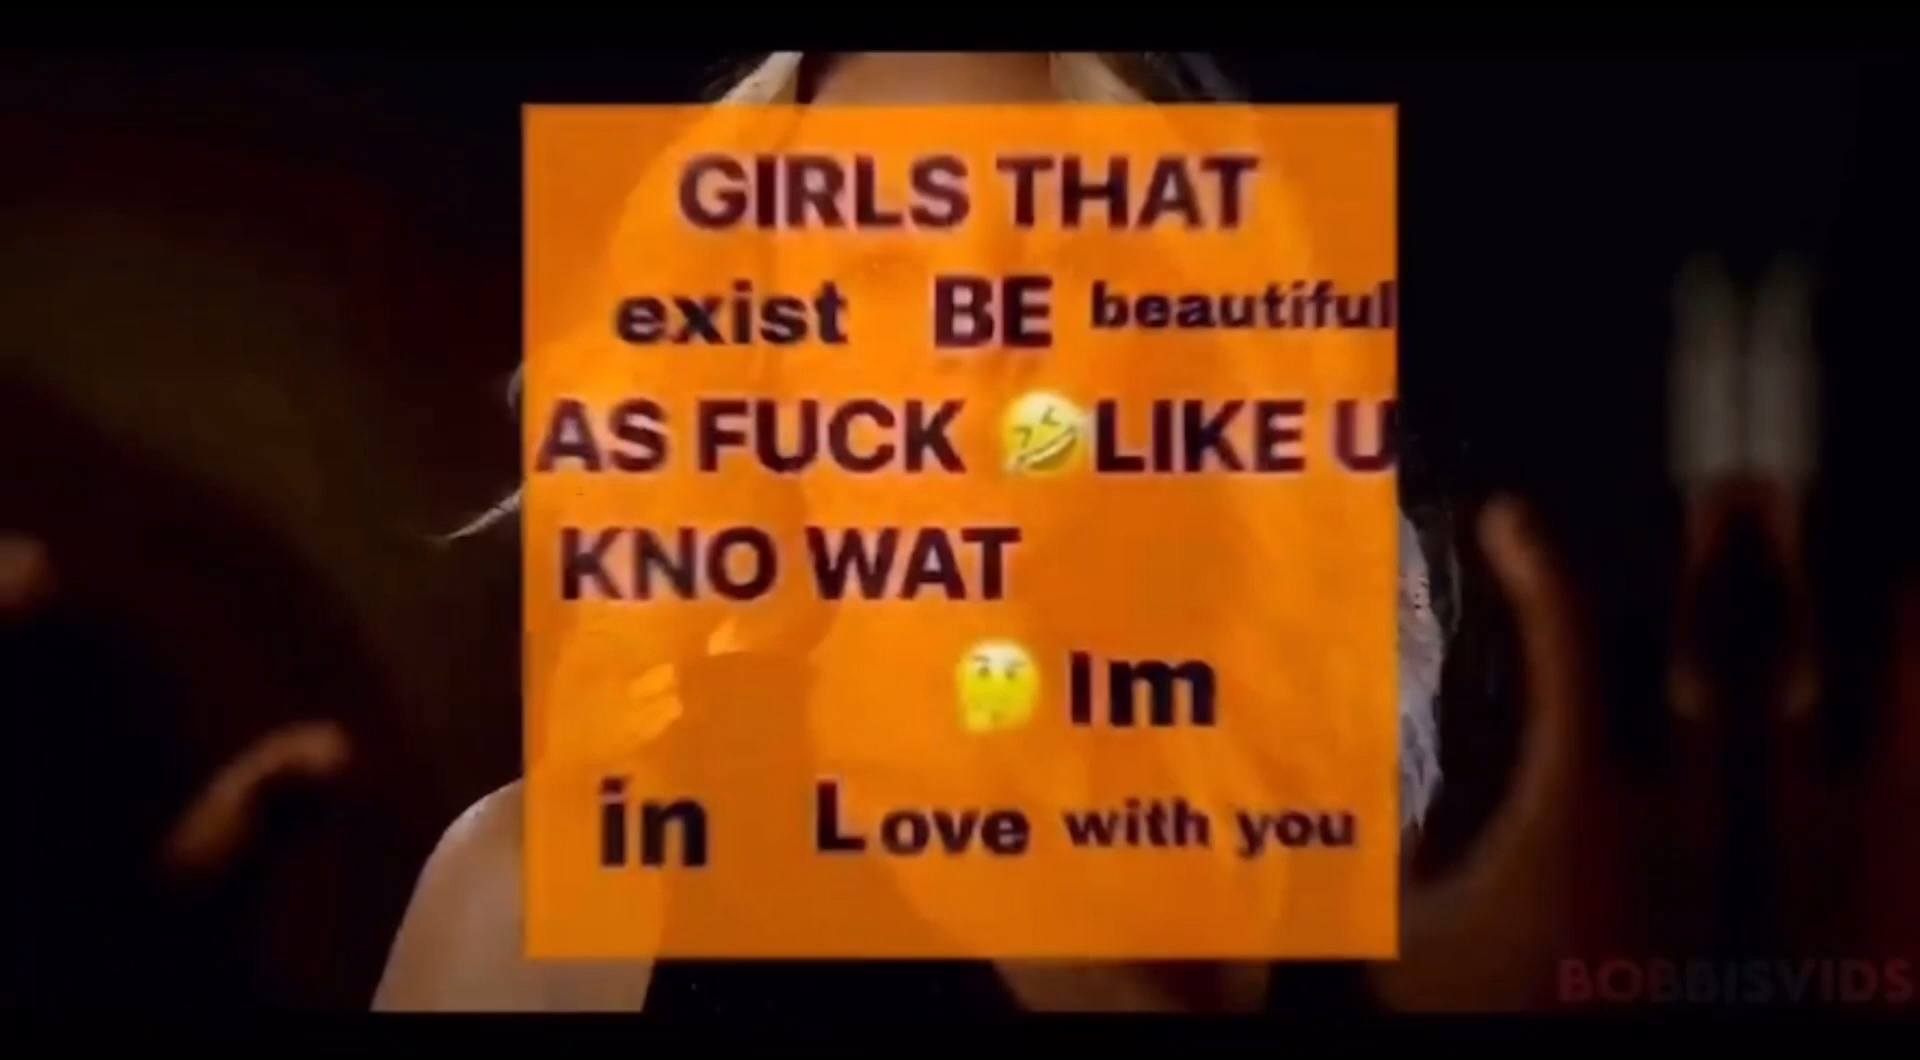 GIRLS THAT
exist BE beautiful
AS FUCK 🤣LIKE U
KNO WAT
🤔 Im
in Love with you
BOBBISVIDS